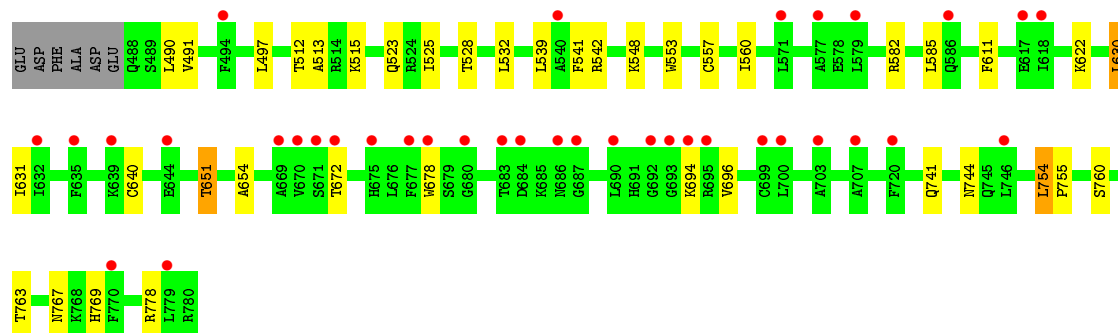 GLU ASP PHE ALA ASP GLU Q488 S489 L490 V491 F494 L497 T512 A513 R514 K515 Q523 R524 I525 T528 L532 L539 A540 F541 R542 K548 W553 C557 I560 L571 A577 E578 L579 R582 L585 Q586 F611 E617 I618 K622
I631 I632 F635 K639 C640 E644 T651 A654 A669 V670 S671 T672 H675 L676 F677 W678 S679 G680 T683 D684 K685 N686 G687 L690 H691 G692 G693 K694 R695 V696 C699 L700 A703 A707 F720 Q741 N744 Q745 L746 L754 P755 S760
T763 N767 K768 H769 F770 R778 L779 R780